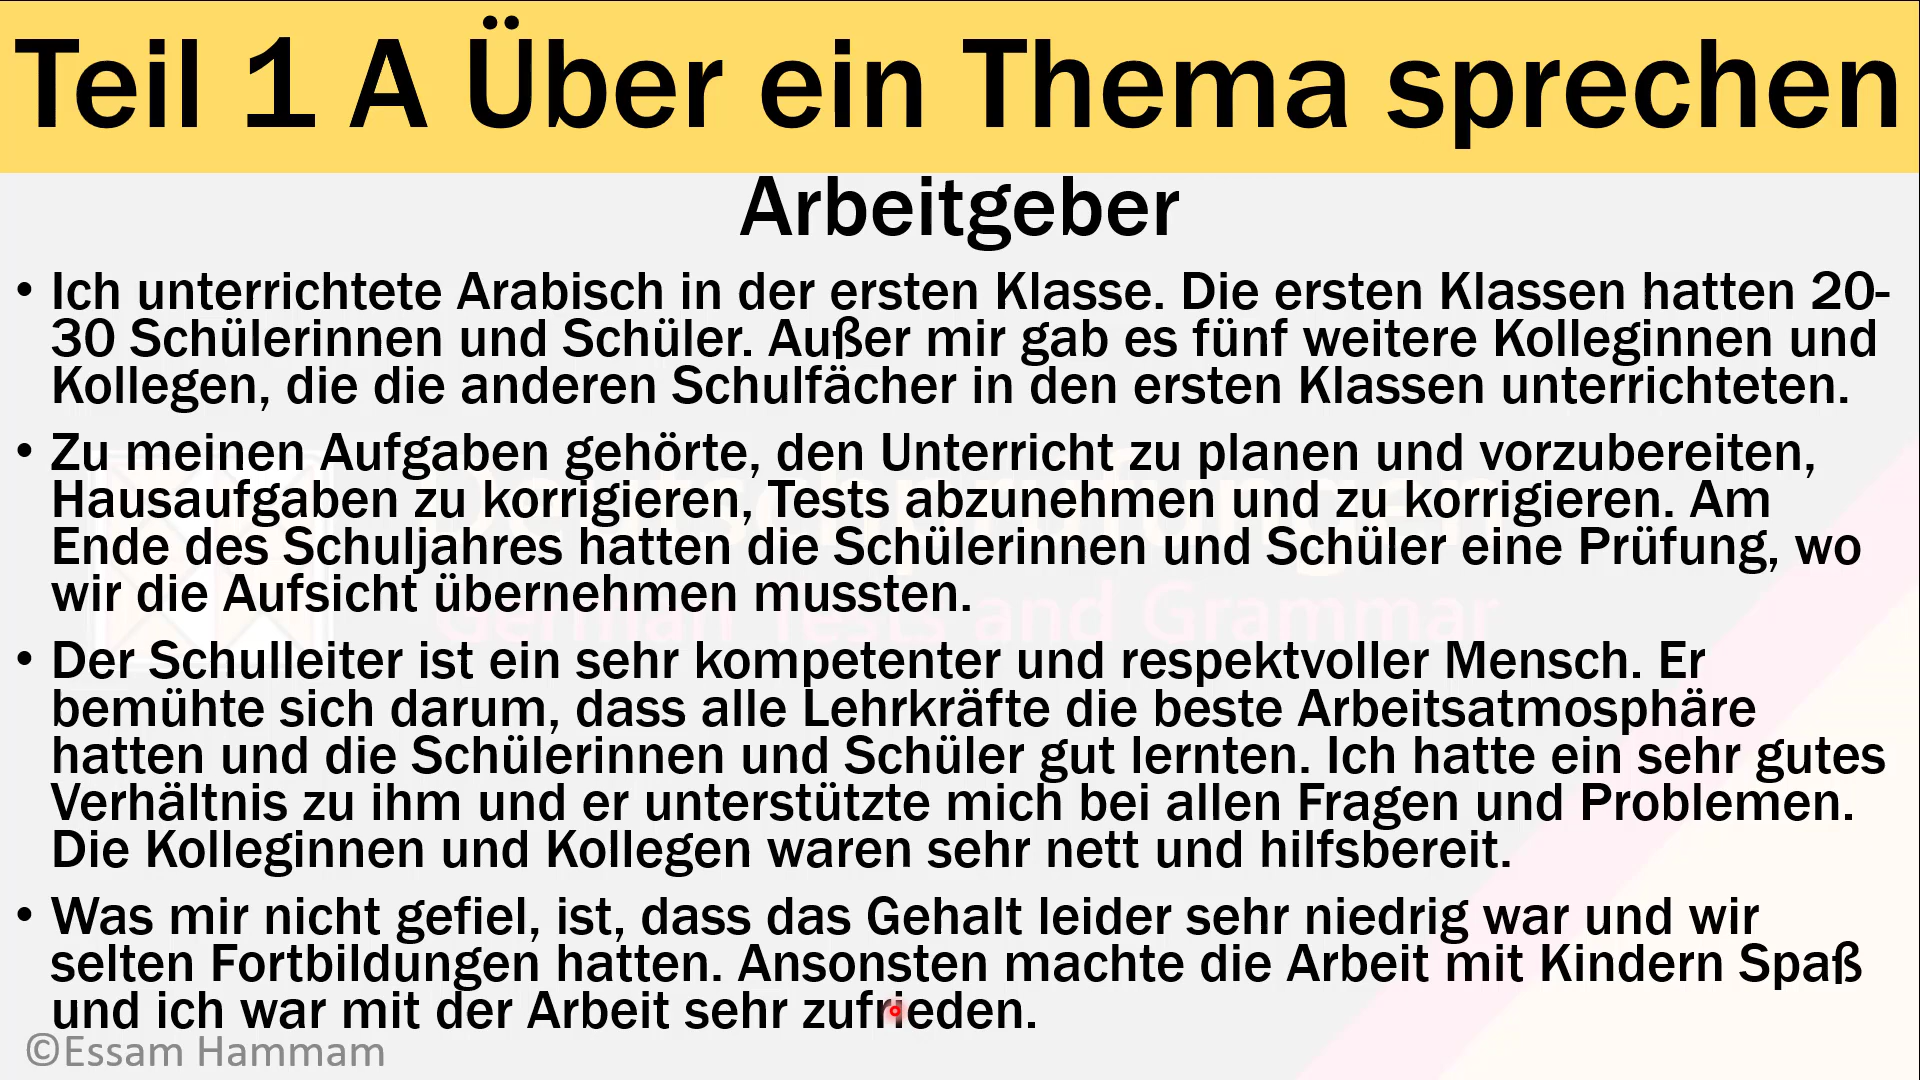 Teil 1 A Über ein Thema sprechen
Arbeitgeber
• Ich unterrichtete Arabisch in der ersten Klasse. Die ersten Klassen hatten 20-
30 Schülerinnen und Schüler. Außer mir gab es fünf weitere Kolleginnen und
Kollegen, die die anderen Schulfächer in den ersten Klassen unterrichteten.
• Zu meinen Aufgaben gehörte, den Unterricht zu planen und vorzubereiten,
Hausaufgaben zu korrigieren, Tests abzunehmen und zu korrigieren. Am
Ende des Schuljahres hatten die Schülerinnen und Schüler eine Prüfung, wo
wir die Aufsicht übernehmen mussten.
German Tests and Grammar
• Der Schulleiter ist ein sehr kompetenter und respektvoller Mensch. Er
bemühte sich darum, dass alle Lehrkräfte die beste Arbeitsatmosphäre
hatten und die Schülerinnen und Schüler gut lernten. Ich hatte ein sehr gutes
Verhältnis zu ihm und er unterstützte mich bei allen Fragen und Problemen.
Die Kolleginnen und Kollegen waren sehr nett und hilfsbereit.
• Was mir nicht gefiel, ist, dass das Gehalt leider sehr niedrig war und wir
selten Fortbildungen hatten. Ansonsten machte die Arbeit mit Kindern Spaß
und ich war mit der Arbeit sehr zufrieden.
©Essam Hammam